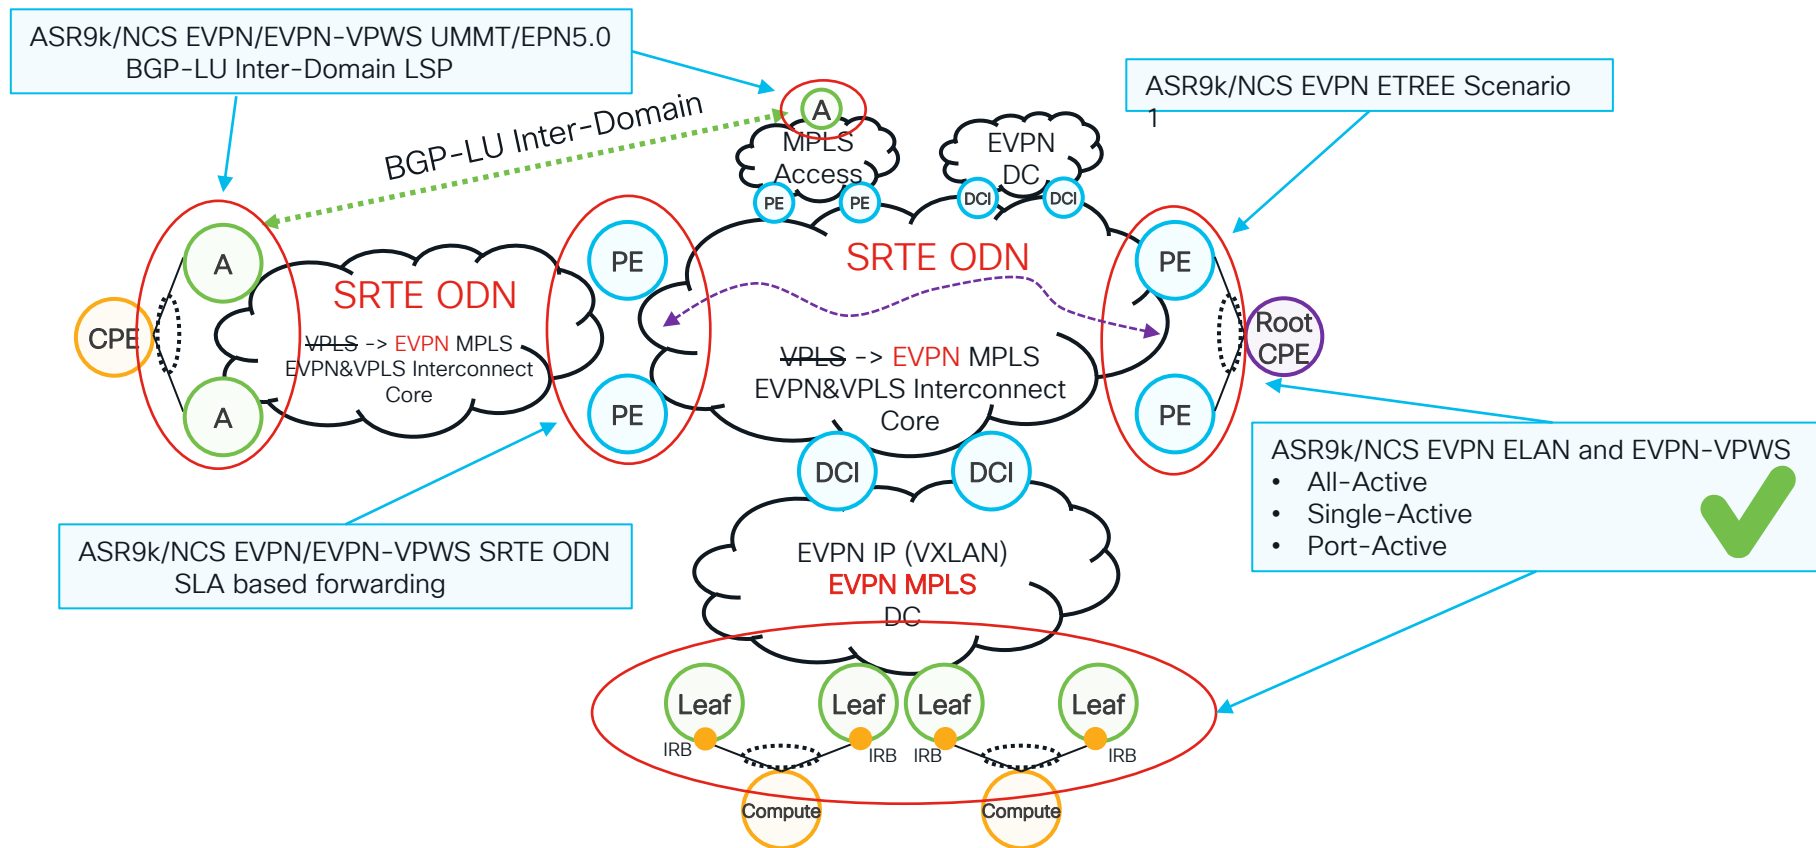 ASR9k/NCS EVPN/EVPN-VPWS UMMT/EPN5.0
BGP-LU Inter-Domain LSP
ASR9k/NCS EVPN ETREE Scenario
1
BGP-LU Inter-Domain
A
MPLS
Access
EVPN
DC
PE
PE
DCI
DCI
A
PE
SRTE ODN
PE
SRTE ODN
CPE
VPLS -> EVPN MPLS
EVPN&VPLS Interconnect
Core
VPLS -> EVPN MPLS
EVPN&VPLS Interconnect
Core
Root
CPE
A
PE
PE
DCI
DCI
ASR9k/NCS EVPN ELAN and EVPN-VPWS
• All-Active
• Single-Active
• Port-Active
ASR9k/NCS EVPN/EVPN-VPWS SRTE ODN
SLA based forwarding
EVPN IP (VXLAN)
EVPN MPLS
DC
Leaf
Leaf
Leaf
Leaf
IRB
IRB
IRB
IRB
Compute
Compute